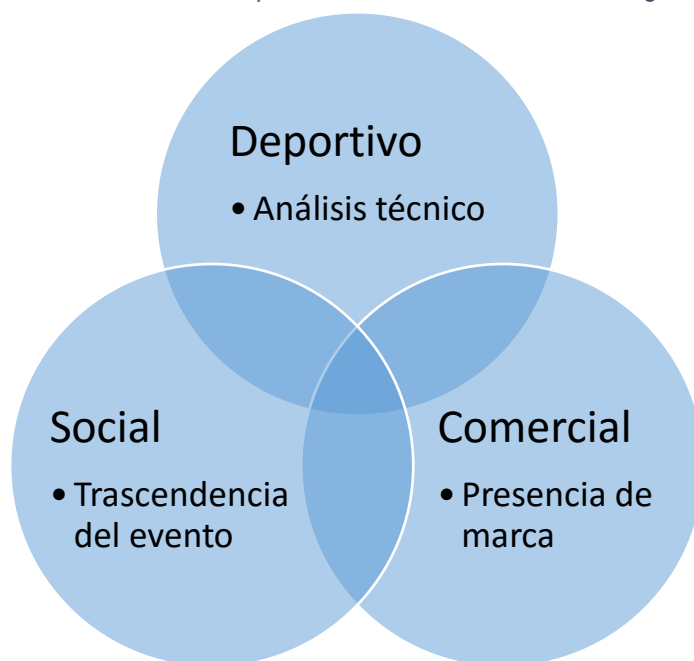 Deportivo
• Análisis técnico
Social
• Trascendencia
del evento
Comercial
• Presencia de
marca